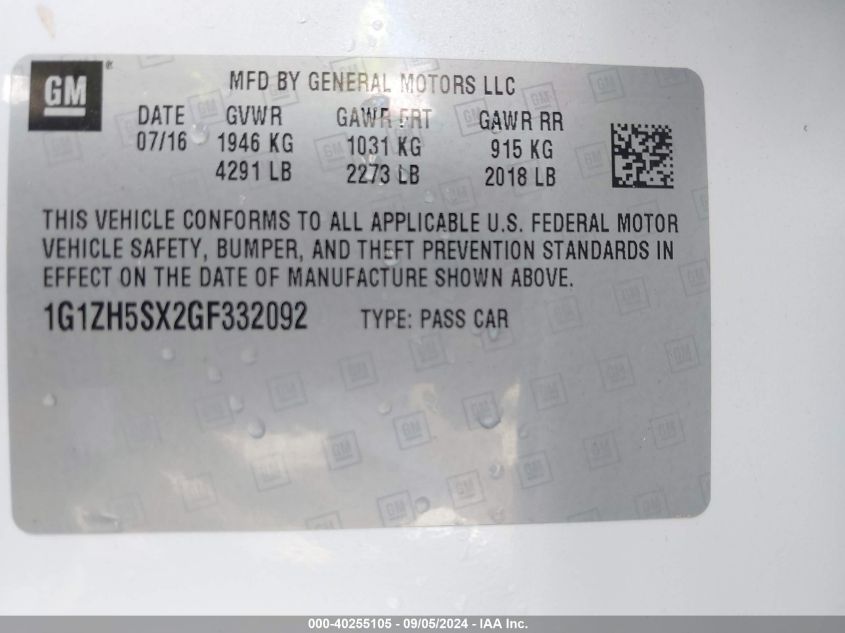 GM ® MFD BY GENERAL MOTORS LLC
DATE GVWR GAWR FRT GAWR RR
07/16 1946 KG 1031 KG 915 KG
4291 LB 2273 LB 2018 LB
THIS VEHICLE CONFORMS TO ALL APPLICABLE U.S. FEDERAL MOTOR
VEHICLE SAFETY, BUMPER, AND THEFT PREVENTION STANDARDS IN
EFFECT ON THE DATE OF MANUFACTURE SHOWN ABOVE.
1G1ZH5SX2GF332092 TYPE: PASS CAR
000-40255105 - 09/05/2024 - IAA Inc.